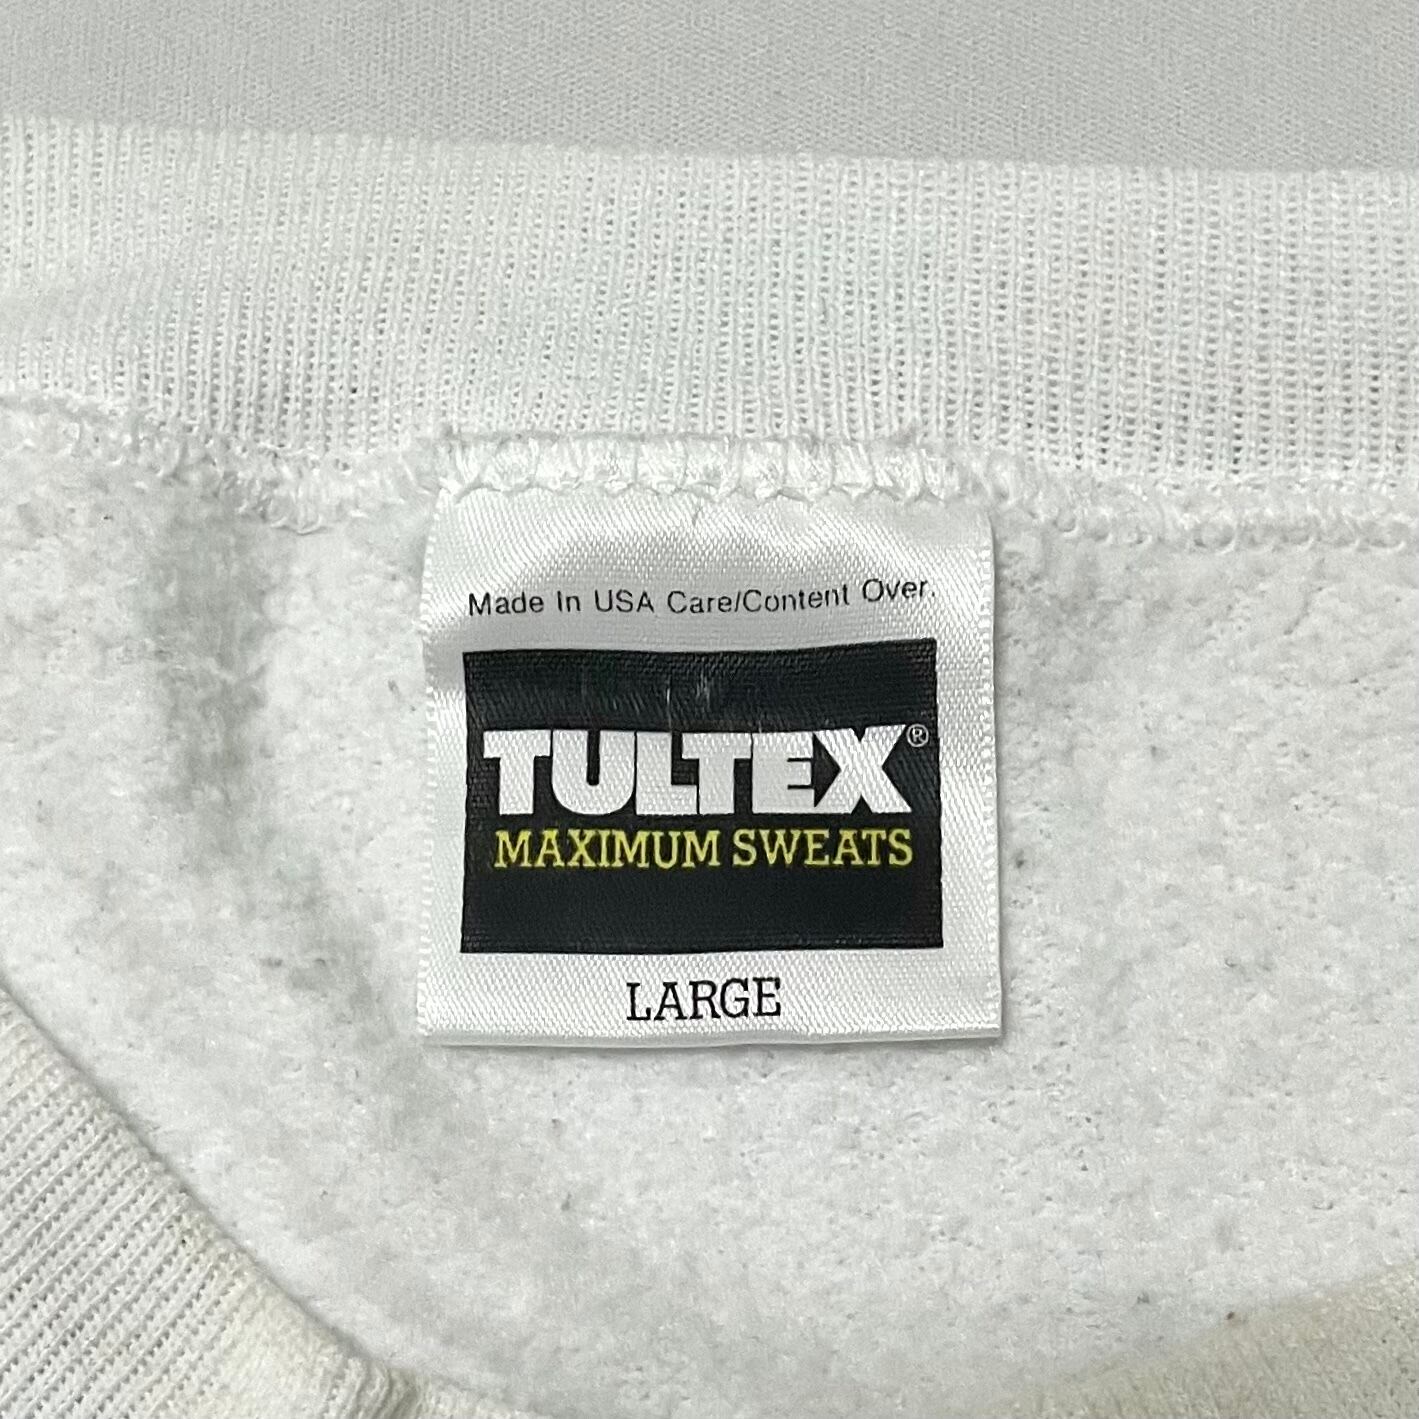 Made In USA Care/Content Over.
TULTEX®
MAXIMUM SWEATS
LARGE